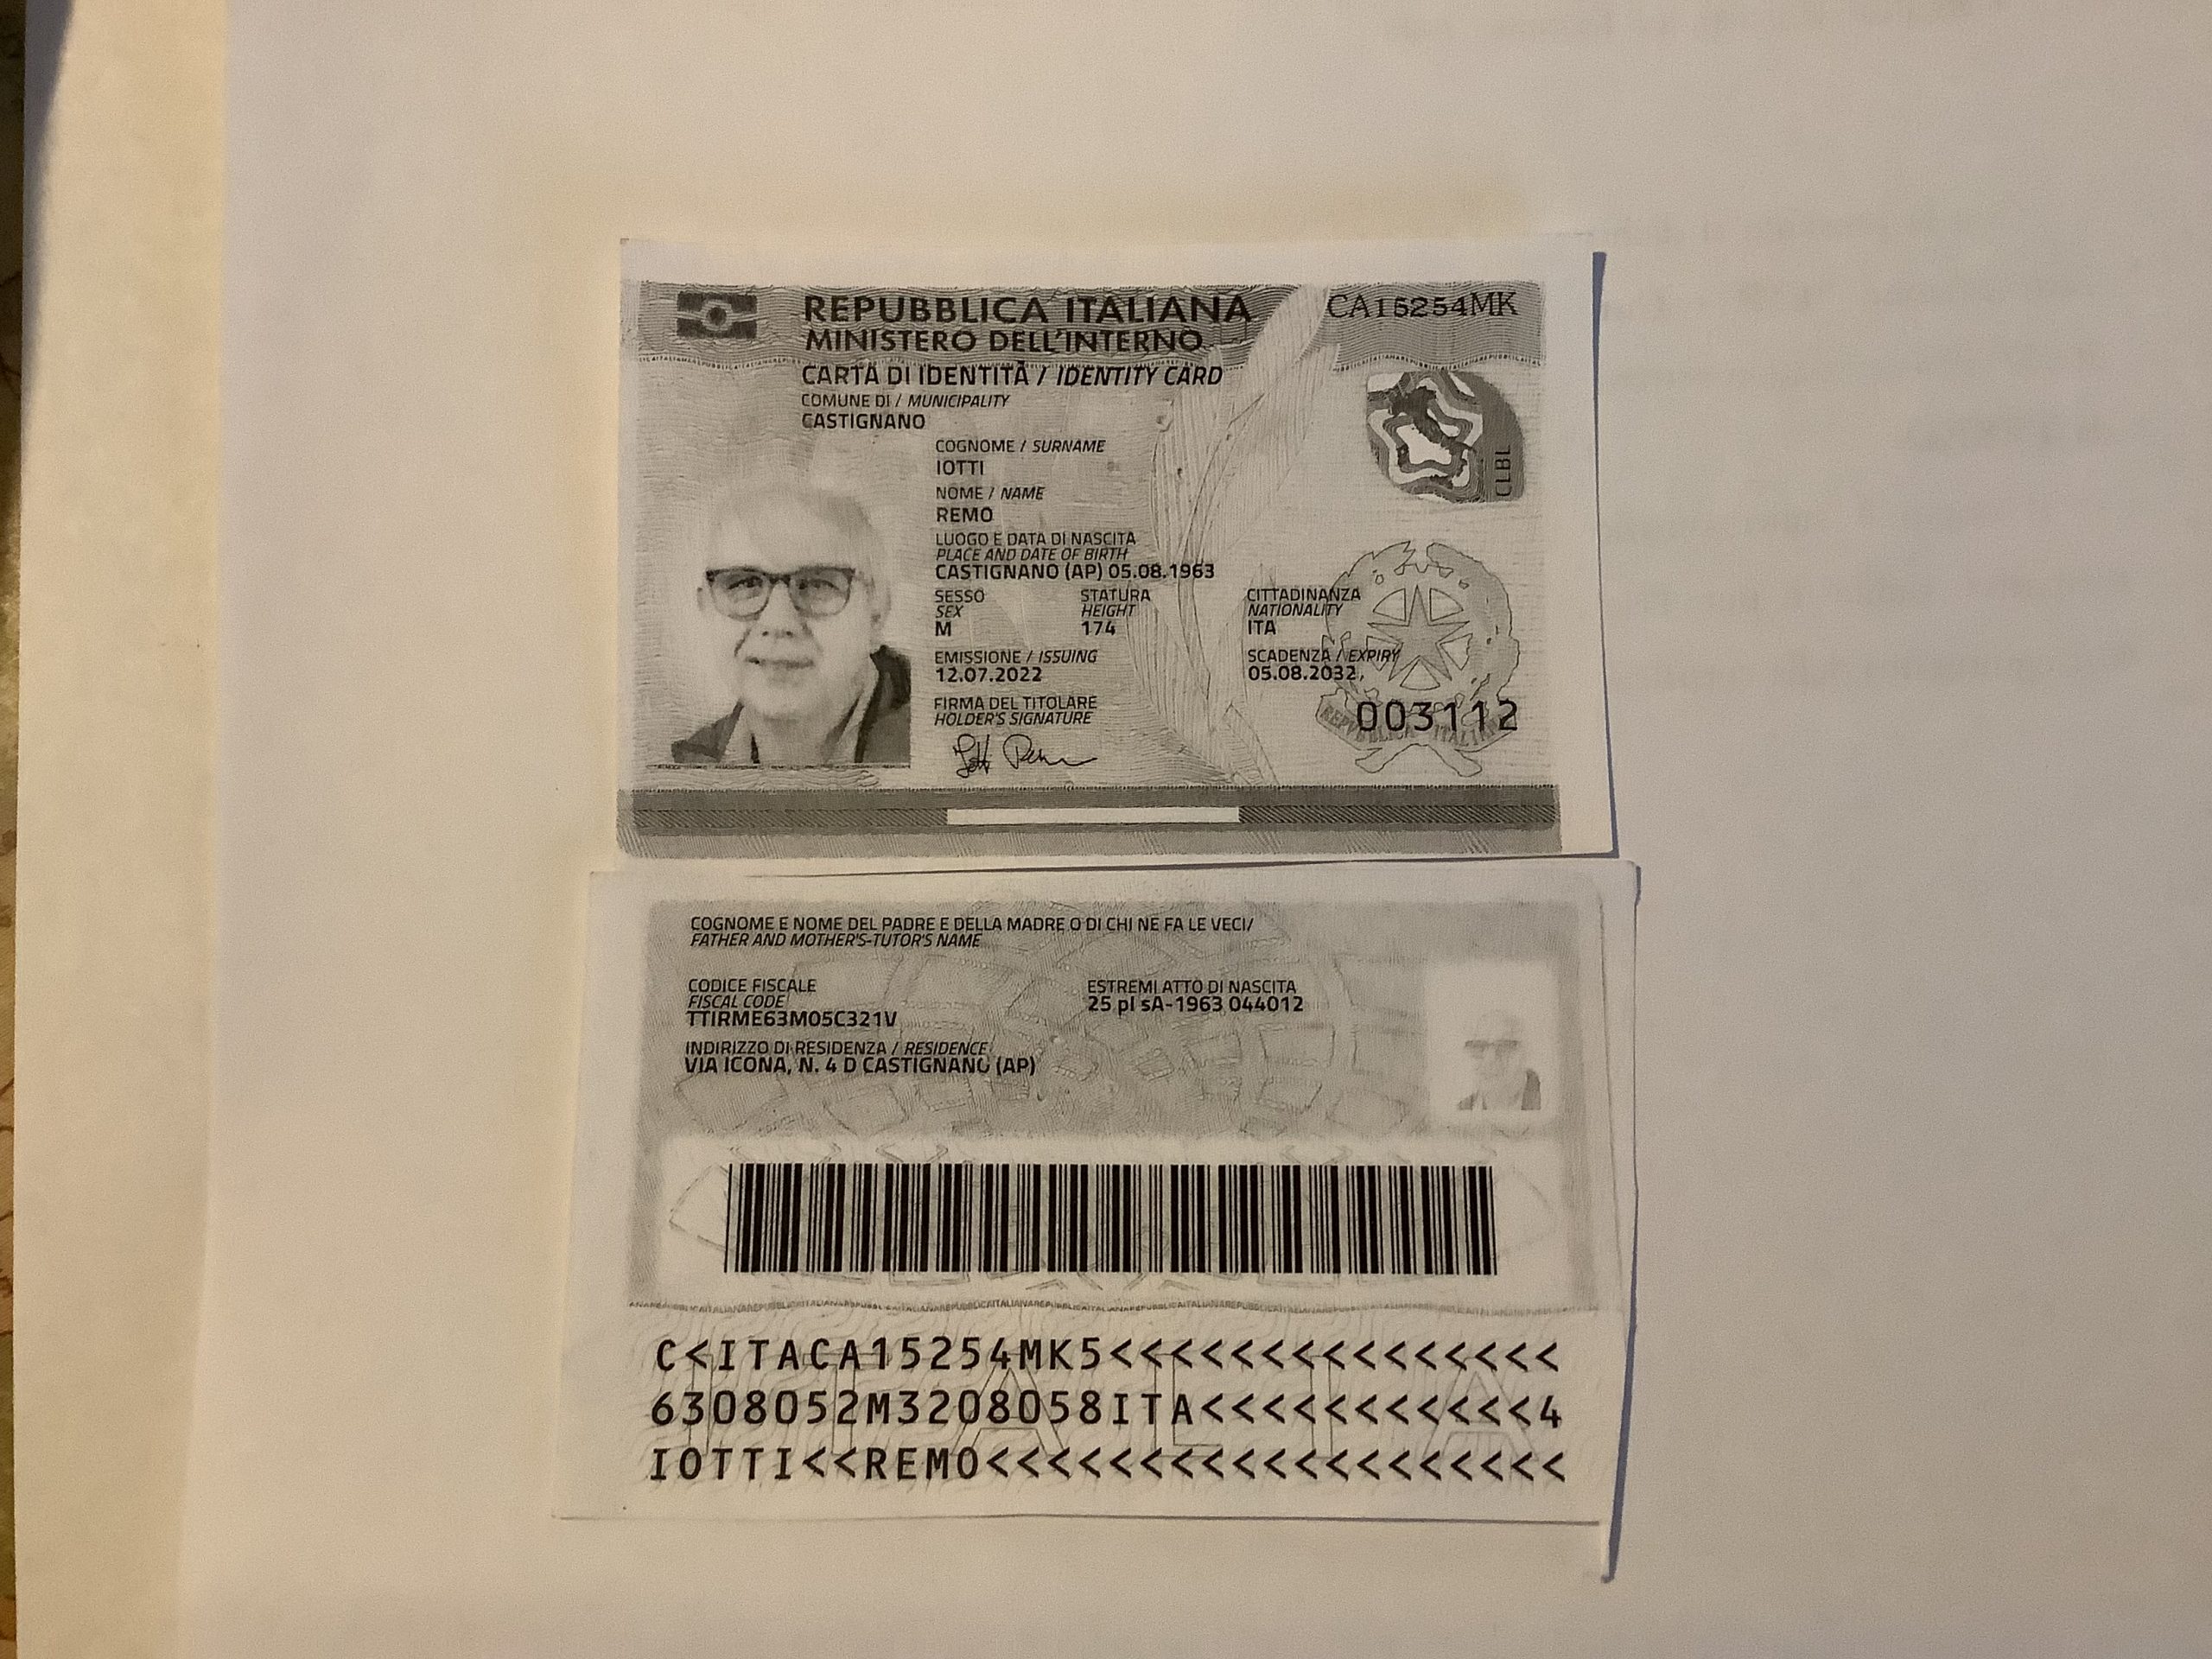 REPUBBLICA ITALIANA
CA15254MK
MINISTERO DELL'INTERNO
CARTA DI IDENTITÀ / IDENTITY CARD
COMUNE DI / MUNICIPALITY
CASTIGNANO
COGNOME / SURNAME
IOTTI
NOME / NAME
REMO
LUOGO E DATA DI NASCITA
PLACE AND DATE OF BIRTH
CASTIGNANO (AP) 05.08.1963
SESSO STATURA CITTADINANZA
SEX HEIGHT NATIONALITY
M 174 ITA
EMISSIONE / ISSUING SCADENZA / EXPIRY
12.07.2022 05.08.2032
FIRMA DEL TITOLARE
HOLDER'S SIGNATURE
003112
CLBL
REPVBBLICA ITALIANA
COGNOME E NOME DEL PADRE E DELLA MADRE O DI CHI NE FA LE VECI/
FATHER AND MOTHER'S-TUTOR'S NAME
CODICE FISCALE ESTREMI ATTO DI NASCITA
FISCAL CODE 25 pI sA-1963 044012
TTIRME63M05C321V
INDIRIZZO DI RESIDENZA / RESIDENCE
VIA ICONA, N. 4 D CASTIGNANO (AP)
C<ITACA15254MK5<<<<<<<<<<<<<<<
6308052M3208058ITA<<<<<<<<<<<4
IOTTI<<REMO<<<<<<<<<<<<<<<<<<<